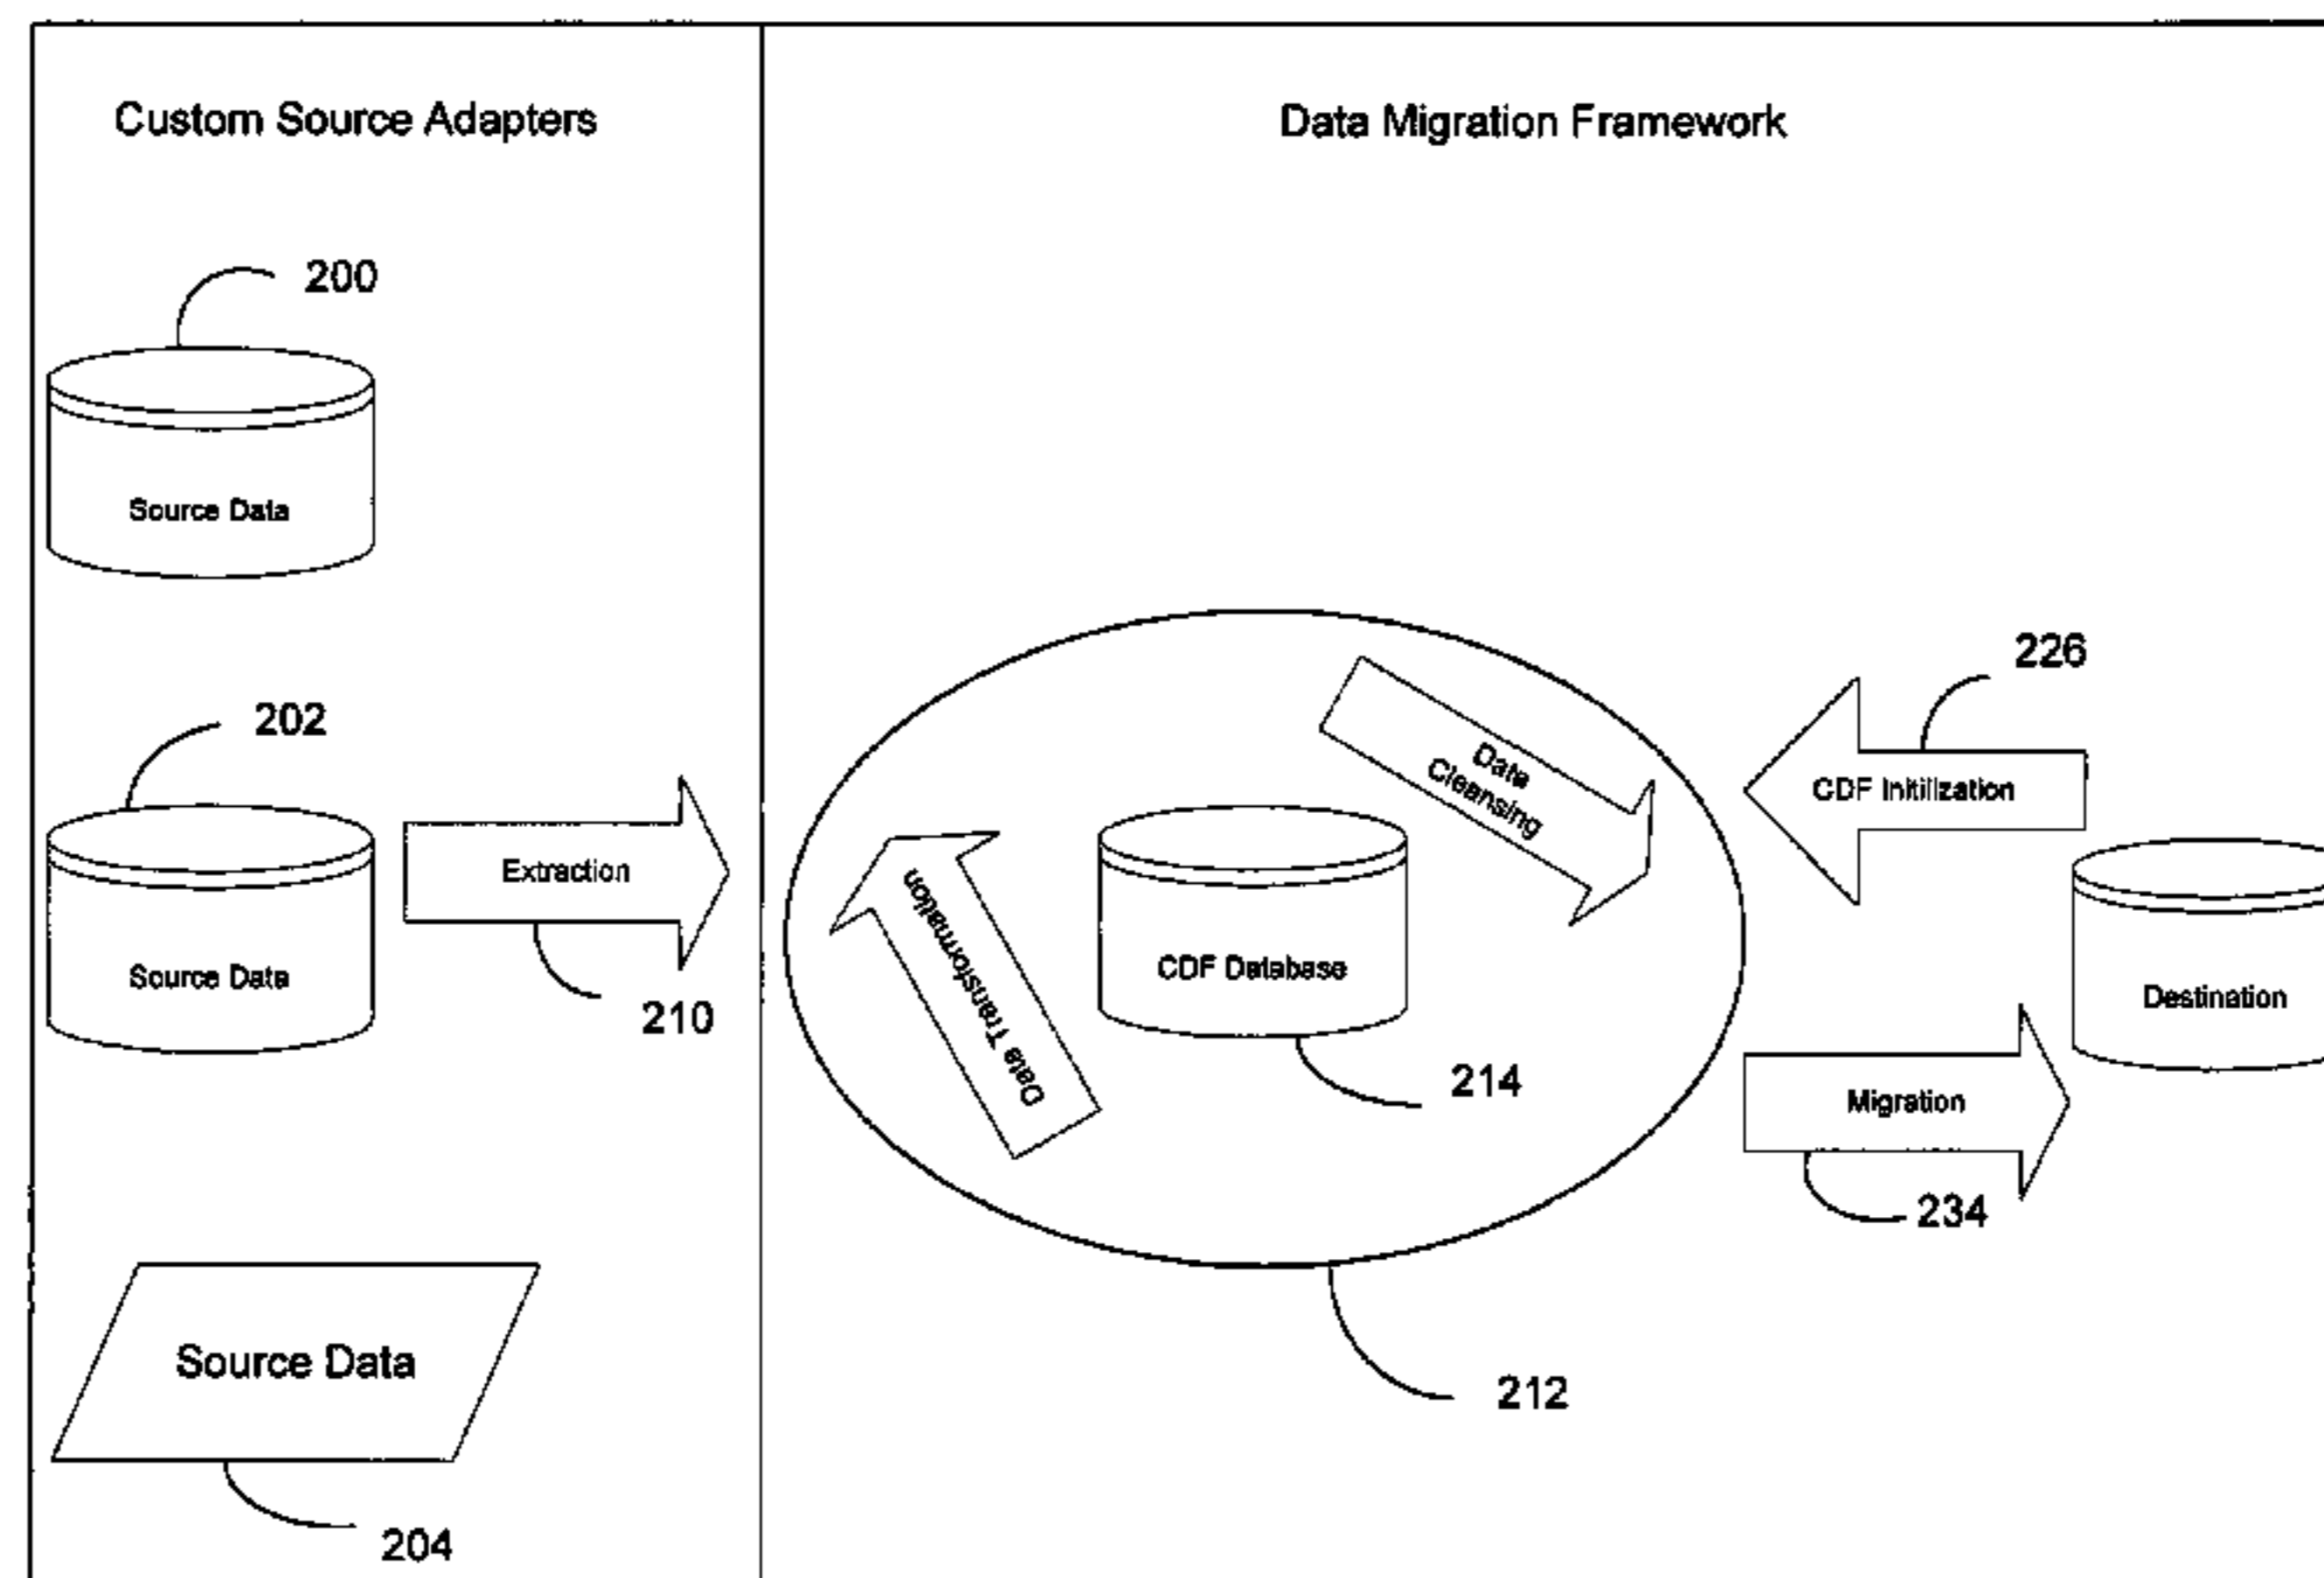 Custom Source Adapters
Data Migration Framework
200
Source Data
226
202
Data
Cleansing
CDF Initilization
Extraction
Data Transformation
Source Data
CDF Database
Destination
210
214
Migration
234
Source Data
212
204